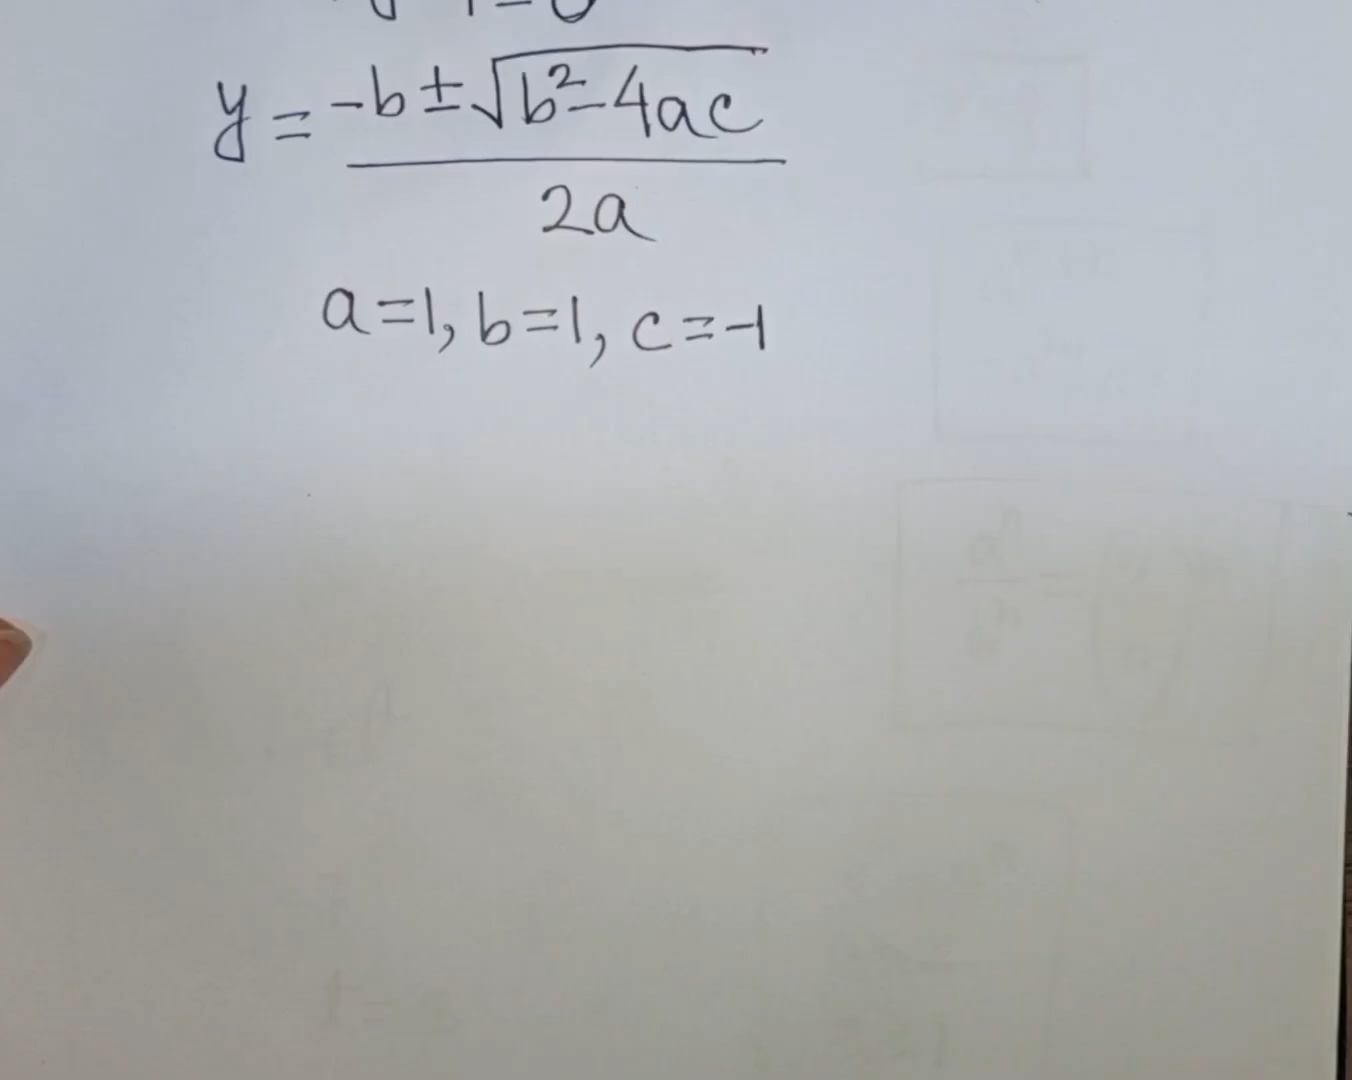 y = -b ± √b² - 4ac
2a
a = 1, b = 1, c = -1